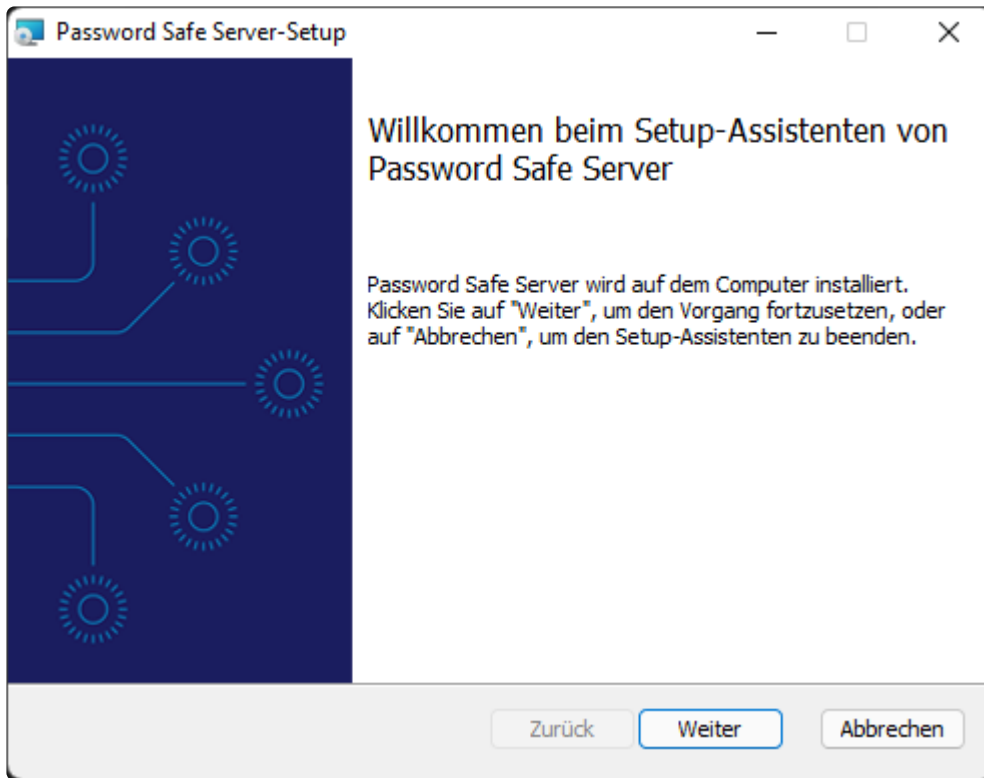 Password Safe Server-Setup
Willkommen beim Setup-Assistenten von
Password Safe Server
Password Safe Server wird auf dem Computer installiert.
Klicken Sie auf "Weiter", um den Vorgang fortzusetzen, oder
auf "Abbrechen", um den Setup-Assistenten zu beenden.
Zurück Weiter Abbrechen